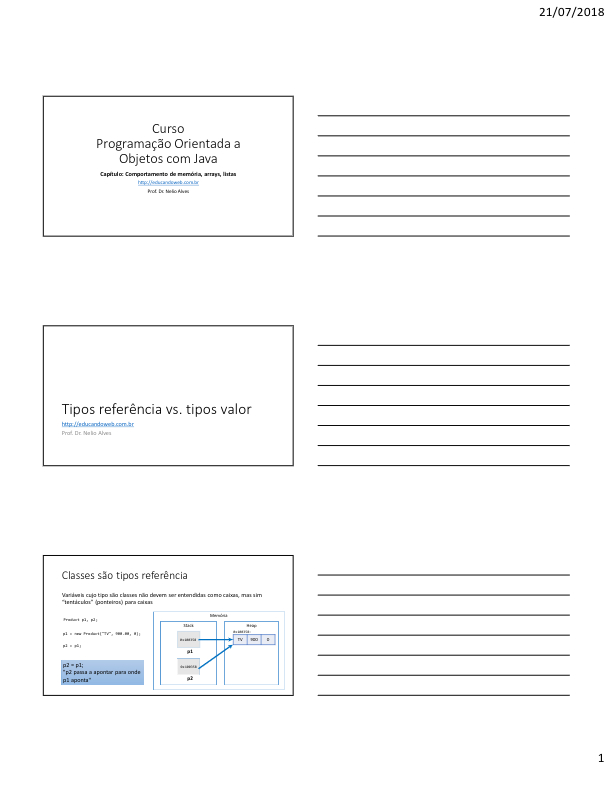 21/07/2018
Curso
Programação Orientada a
Objetos com Java
Capítulo: Comportamento de memória, arrays, listas
http://educandoweb.com.br
Prof. Dr. Nelio Alves
Tipos referência vs. tipos valor
http://educandoweb.com.br
Prof. Dr. Nelio Alves
Classes são tipos referência
Variáveis cujo tipo são classes não devem ser entendidas como caixas, mas sim
"tentáculos" (ponteiros) para caixas
Product p1, p2;
p1 = new Product("TV", 900.00, 0);
p2 = p1;
p2 = p1;
"p2 passa a apontar para onde
p1 aponta"
Memória
Stack
Heap
p1
p2
TV 900 0
1